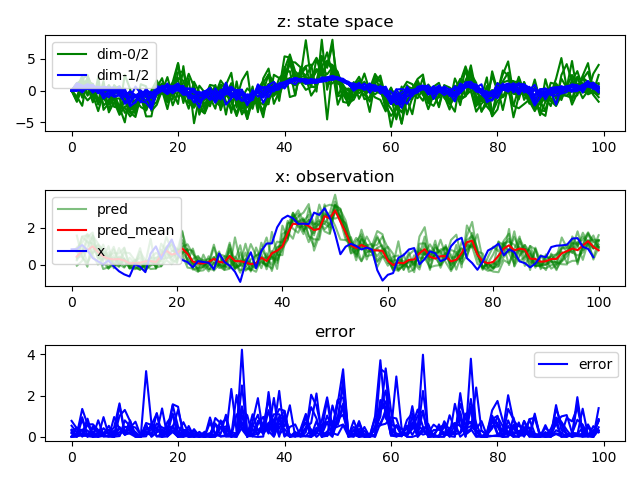 z: state space
5
0
−5
dim-0/2
dim-1/2
0 20 40 60 80 100
x: observation
2
0
pred
pred_mean
x
0 20 40 60 80 100
error
4
2
0
error
0 20 40 60 80 100